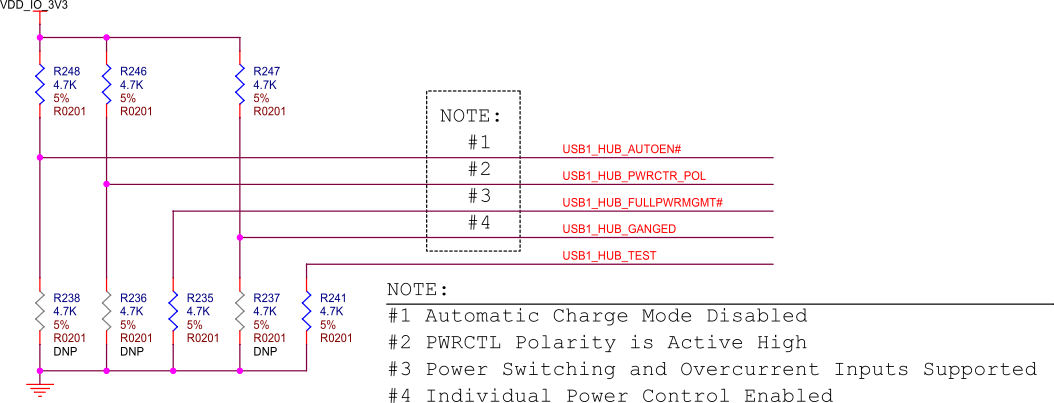 VDD_IO_3V3
R248
4.7K
5%
R0201
R246
4.7K
5%
R0201
R247
4.7K
5%
R0201
NOTE:
#1
#2
#3
#4
USB1_HUB_AUTOEN#
USB1_HUB_PWRCTR_POL
USB1_HUB_FULLPWRMGMT#
USB1_HUB_GANGED
USB1_HUB_TEST
R238
4.7K
5%
R0201
DNP
R236
4.7K
5%
R0201
DNP
R235
4.7K
5%
R0201
R237
4.7K
5%
R0201
DNP
R241
4.7K
5%
R0201
NOTE:
#1 Automatic Charge Mode Disabled
#2 PWRCTL Polarity is Active High
#3 Power Switching and Overcurrent Inputs Supported
#4 Individual Power Control Enabled